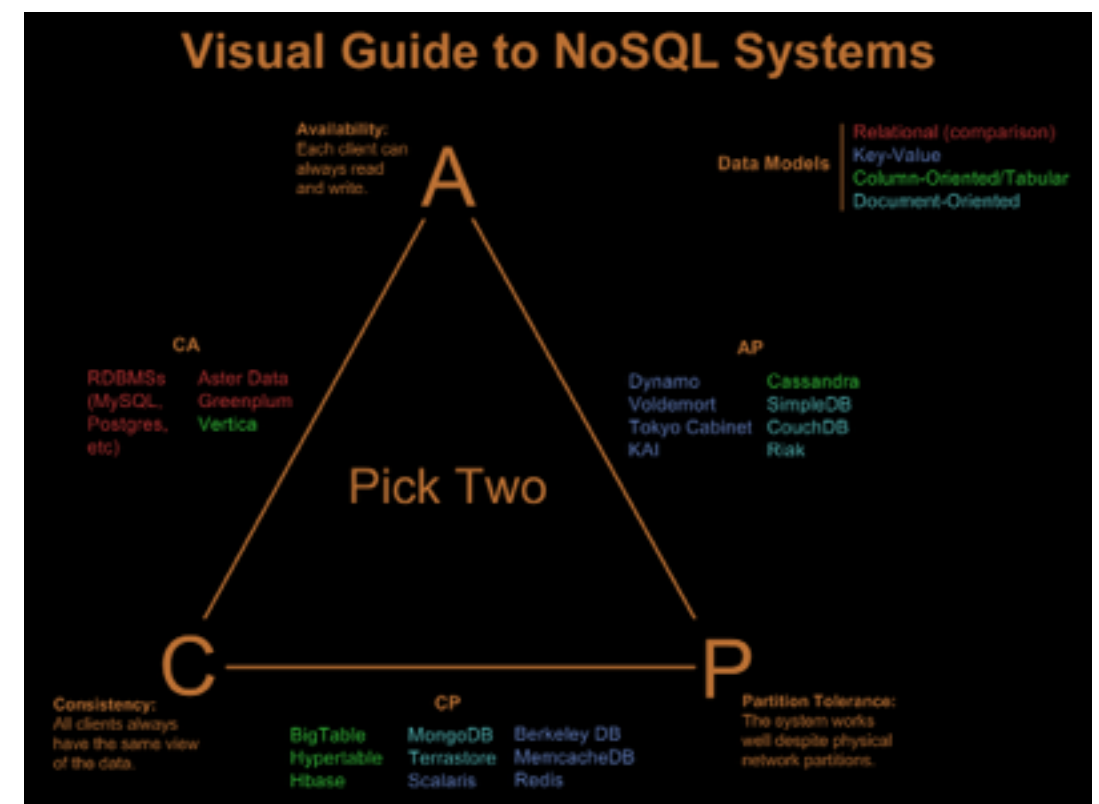 Visual Guide to NoSQL Systems
Availability:
Each client can
always read
and write.
A
Data Models
Relational (comparison)
Key-Value
Column-Oriented/Tabular
Document-Oriented
CA
RDBMSs
(MySQL,
Postgres,
etc)
Aster Data
Greenplum
Vertica
AP
Dynamo
Voldemort
Tokyo Cabinet
KAI
Cassandra
SimpleDB
CouchDB
Riak
Pick Two
C
P
Consistency:
All clients always
have the same view
of the data.
CP
BigTable
Hypertable
Hbase
MongoDB
Terrastore
Scalaris
Berkeley DB
MemcacheDB
Redis
Partition Tolerance:
The system works
well despite physical
network partitions.